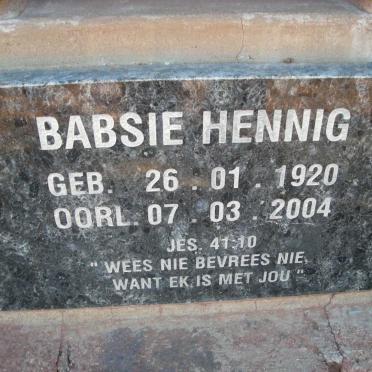 BABSIE HENNIG
GEB. 26 . 01 . 1920
OORL. 07 . 03 . 2004
JES. 41:10
" WEES NIE BEVREES NIE,
WANT EK IS MET JOU "